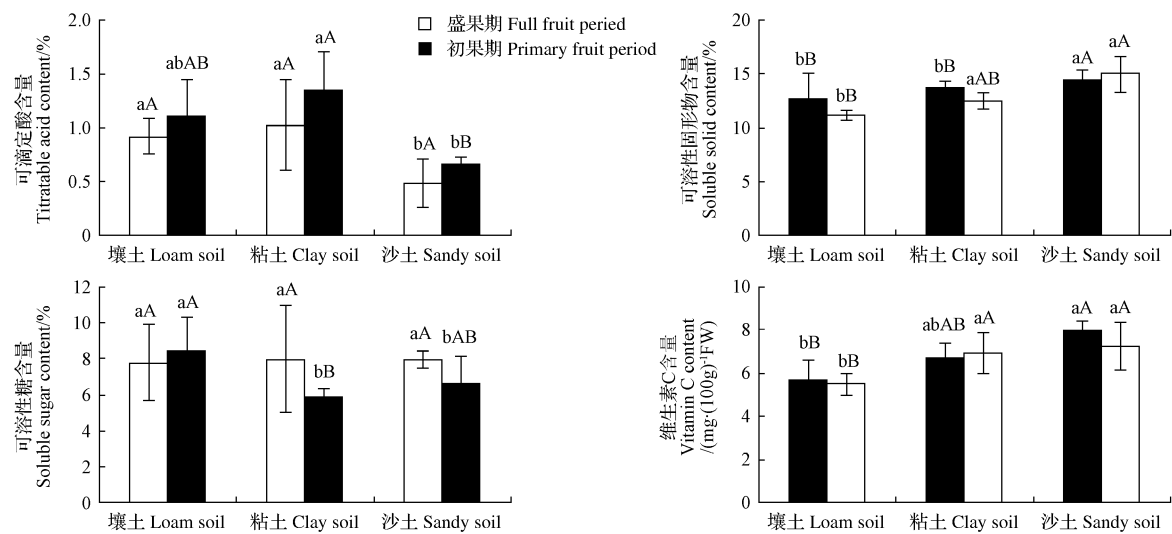 可滴定酸含量
Titratable acid content/%
2.0
1.5
1.0
0.5
0
盛果期 Full fruit peried
初果期 Primary fruit period
aA
abAB
aA
aA
bA
bB
壤土 Loam soil
粘土 Clay soil
沙土 Sandy soil
可溶性固形物含量
Soluble solid content/%
20
15
10
5
0
bB
bB
bB
aAB
aA
aA
壤土 Loam soil
粘土 Clay soil
沙土 Sandy soil
可溶性糖含量
Soluble sugar content/%
12
10
8
6
4
2
0
aA
aA
aA
bB
aA
bAB
壤土 Loam soil
粘土 Clay soil
沙土 Sandy soil
维生素C含量
Vitamin C content
/(mg·(100g)⁻¹FW)
10
8
6
4
2
0
bB
bB
abAB
aA
aA
aA
壤土 Loam soil
粘土 Clay soil
沙土 Sandy soil